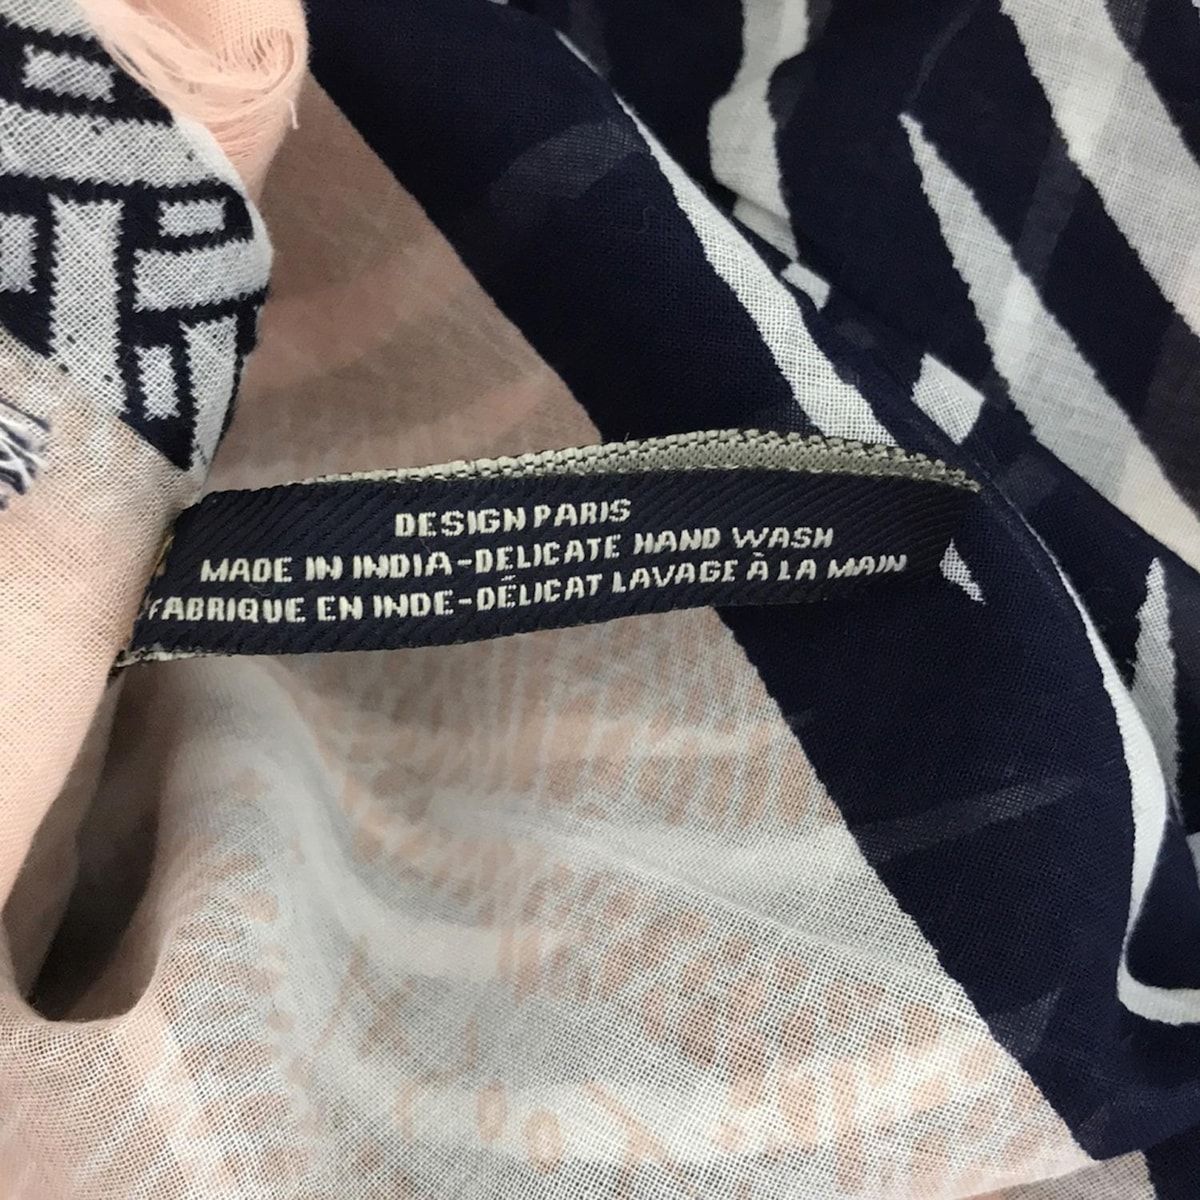 DESIGN PARIS
MADE IN INDIA-DELICATE HAND WASH
FABRIQUE EN INDE-DÉLICAT LAVAGE À LA MAIN